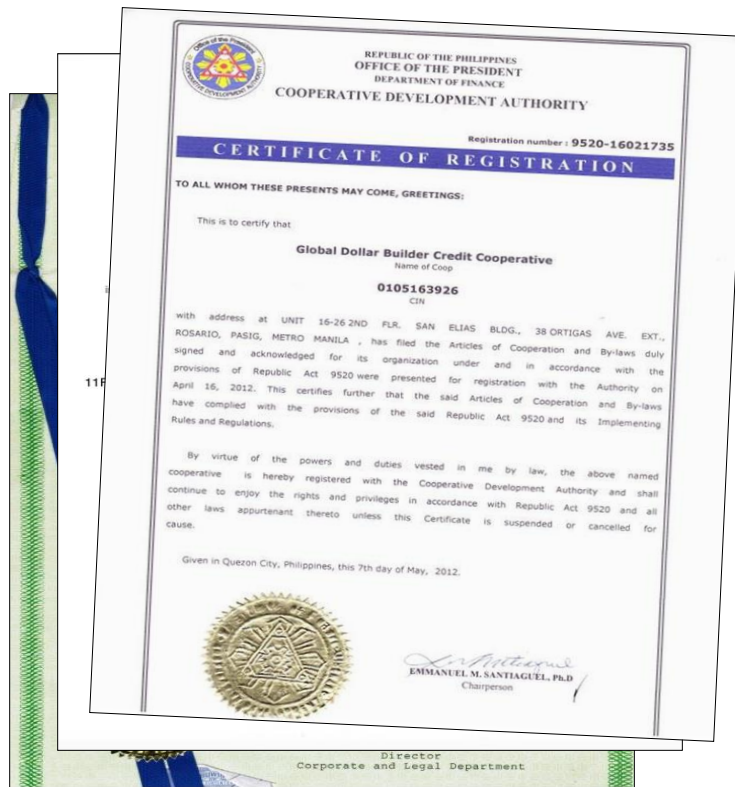 Office of the President
COOPERATIVE DEVELOPMENT AUTHORITY
REPUBLIC OF THE PHILIPPINES
OFFICE OF THE PRESIDENT
DEPARTMENT OF FINANCE
COOPERATIVE DEVELOPMENT AUTHORITY
Registration number : 9520-16021735
CERTIFICATE OF REGISTRATION
TO ALL WHOM THESE PRESENTS MAY COME, GREETINGS:
This is to certify that
Global Dollar Builder Credit Cooperative
Name of Coop
0105163926
CIN
with address at UNIT 16-26 2ND FLR. SAN ELIAS BLDG., 38 ORTIGAS AVE. EXT.,
ROSARIO, PASIG, METRO MANILA , has filed the Articles of Cooperation and By-laws duly
signed and acknowledged for its organization under and in accordance with the
provisions of Republic Act 9520 were presented for registration with the Authority on
April 16, 2012. This certifies further that the said Articles of Cooperation and By-laws
have complied with the provisions of the said Republic Act 9520 and its Implementing
Rules and Regulations.
By virtue of the powers and duties vested in me by law, the above named
cooperative is hereby registered with the Cooperative Development Authority and shall
continue to enjoy the rights and privileges in accordance with Republic Act 9520 and all
other laws appurtenant thereto unless this Certificate is suspended or cancelled for
cause.
Given in Quezon City, Philippines, this 7th day of May, 2012.
EMMANUEL M. SANTIAGUEL, Ph.D
Chairperson
11F
Director
Corporate and Legal Department